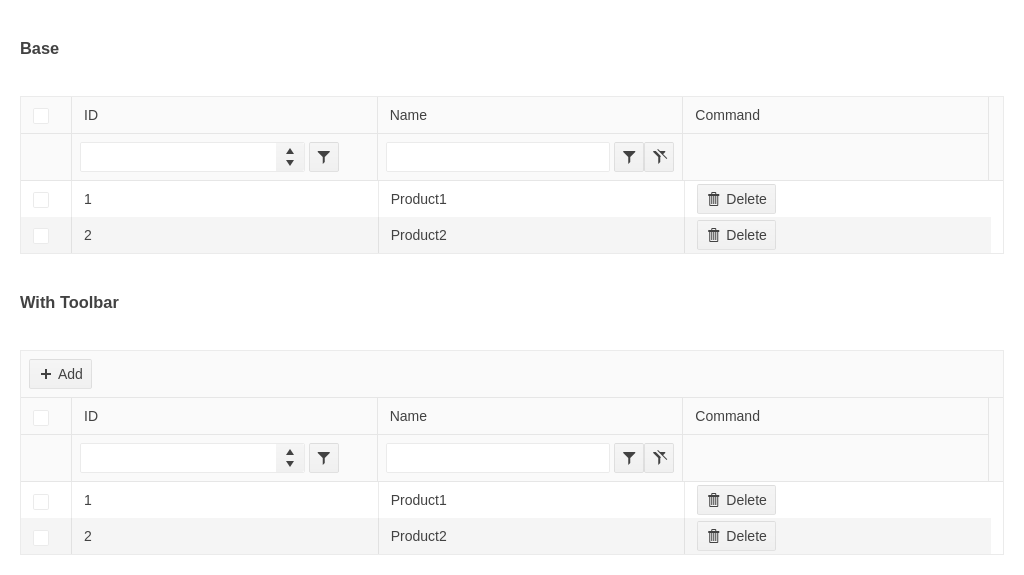 Base
ID Name Command
1 Product1 Delete
2 Product2 Delete
With Toolbar
Add
ID Name Command
1 Product1 Delete
2 Product2 Delete